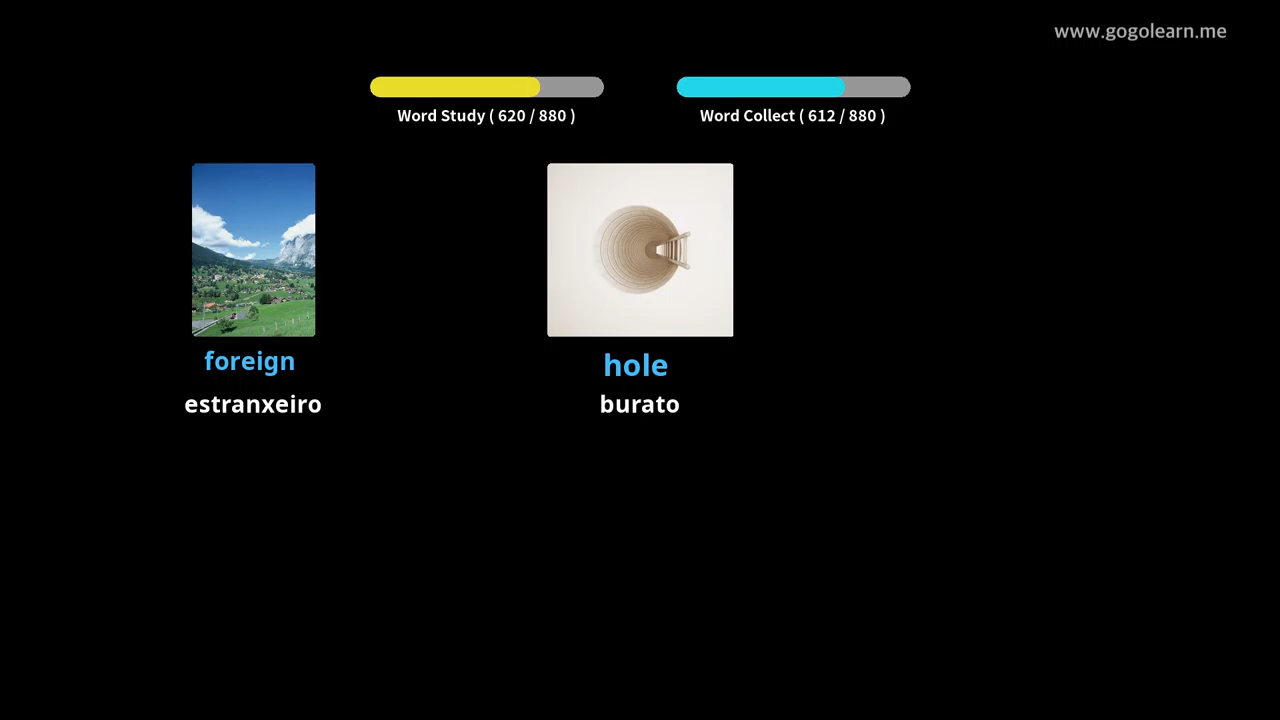 www.gogolearn.me
Word Study ( 620 / 880 )
Word Collect ( 612 / 880 )
foreign
estranxeiro
hole
burato